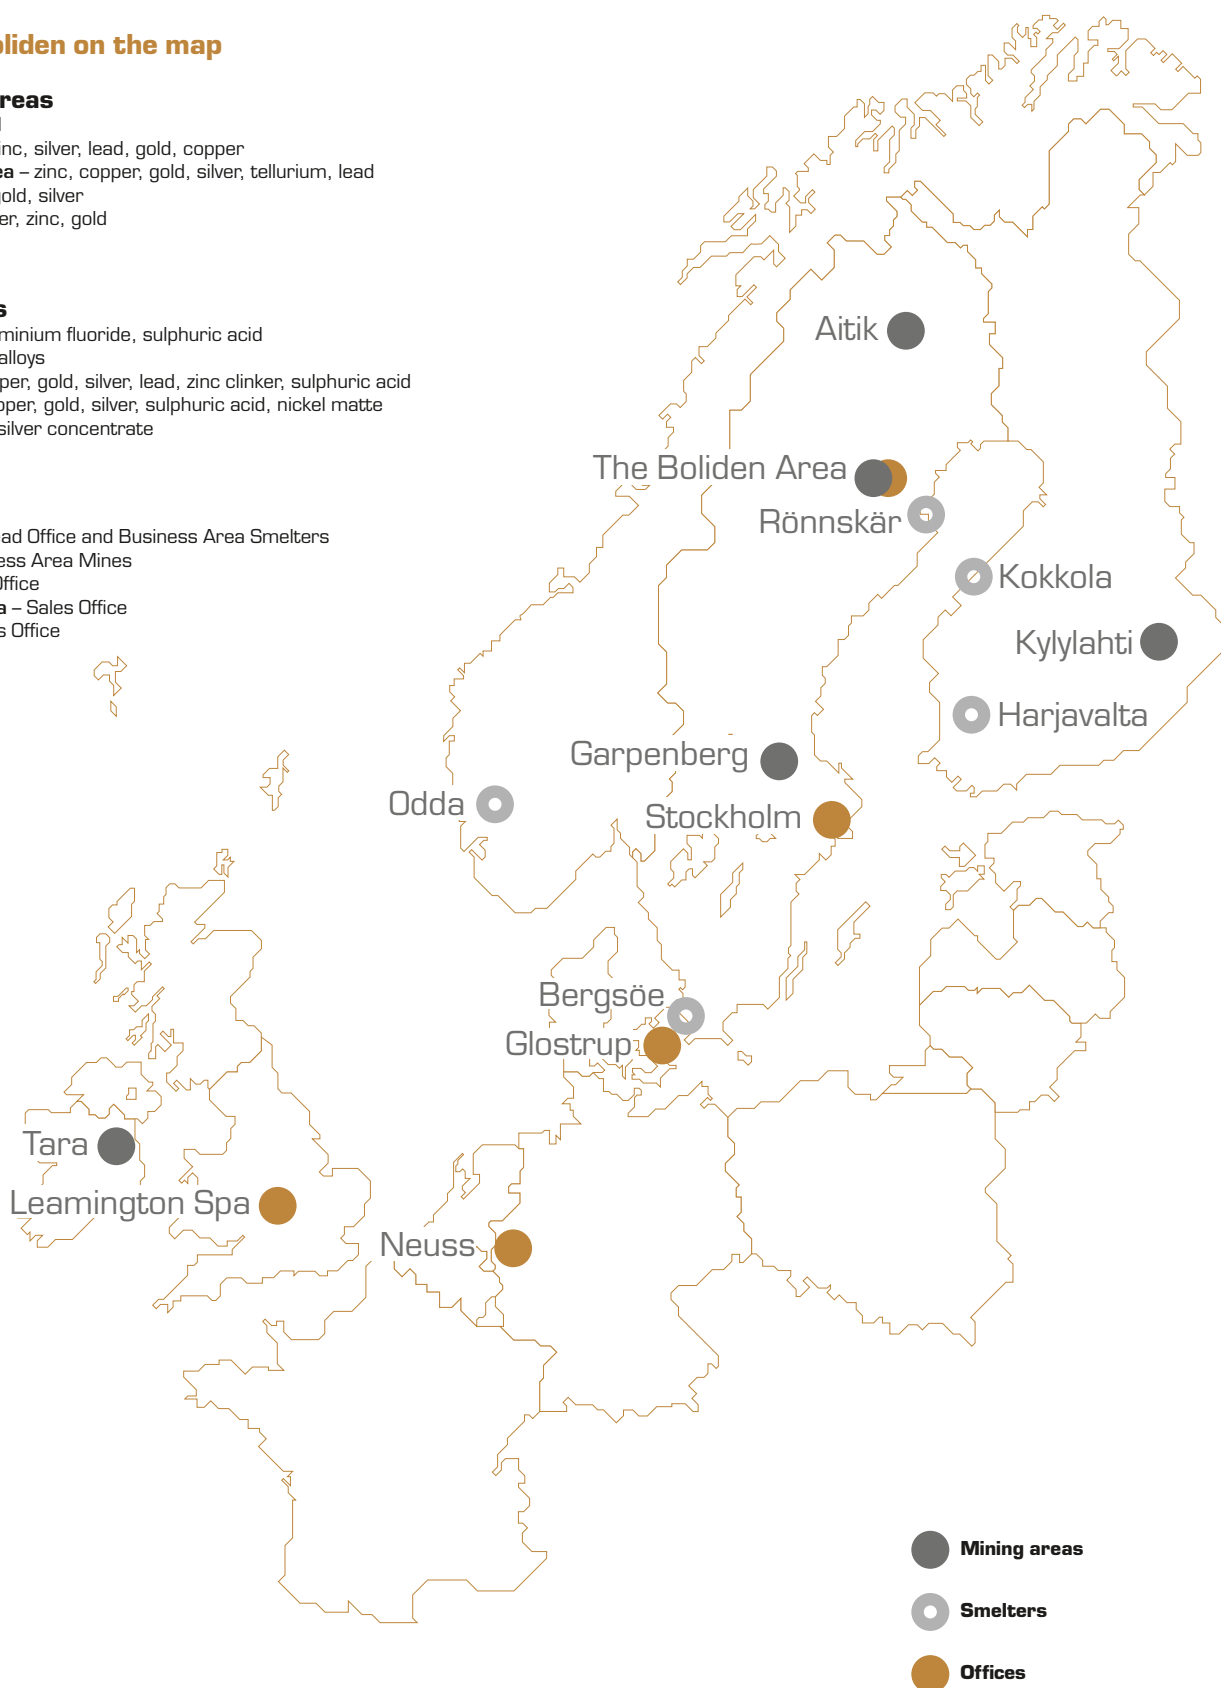 oliden on the map
reas
inc, silver, lead, gold, copper
ea – zinc, copper, gold, silver, tellurium, lead
gold, silver
er, zinc, gold
s
minium fluoride, sulphuric acid
alloys
per, gold, silver, lead, zinc clinker, sulphuric acid
pper, gold, silver, sulphuric acid, nickel matte
silver concentrate
ad Office and Business Area Smelters
ess Area Mines
Office
a – Sales Office
s Office
Aitik
The Boliden Area
Rönnskär
Kokkola
Kylylahti
Harjavalta
Garpenberg
Odda
Stockholm
Bergsöe
Glostrup
Tara
Leamington Spa
Neuss
Mining areas
Smelters
Offices